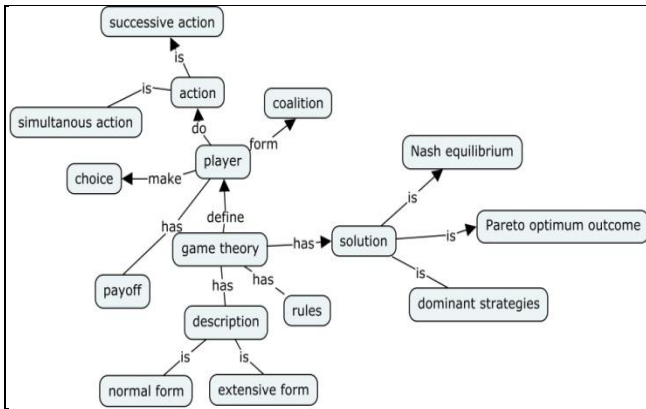 successive action
is
is
action
simultanous action
coalition
do
form
player
Nash equilibrium
choice
make
is
has
define
Pareto optimum outcome
is
game theory
has
solution
payoff
has
has
is
rules
dominant strategies
description
is
is
normal form
extensive form